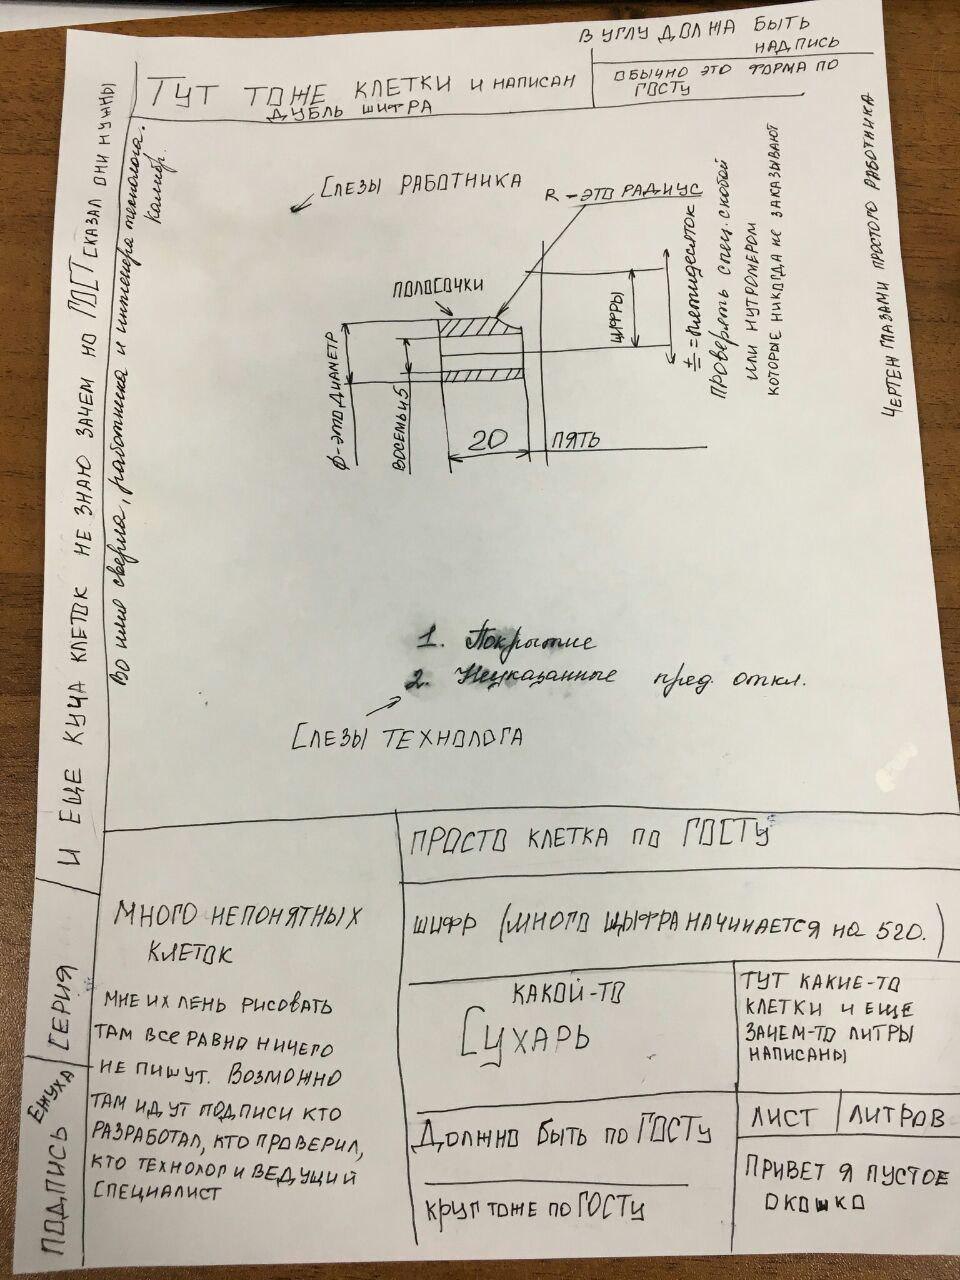 В УГЛУ ДОЛЖНА БЫТЬ
НАДПИСЬ
ТУТ ТОЖЕ КЛЕТКИ И НАПИСАН
ДУБЛЬ ШИФРА
ОБЫЧНО ЭТО ФОРМА ПО
ГОСТУ
И ЕЩЕ КУЧА КЛЕТОК НЕ ЗНАЮ ЗАЧЕМ НО ГОСТ СКАЗАЛ ОНИ НУЖНЫ
Во имя сверла, работника и инженера технолога.
СЛЕЗЫ РАБОТНИКА
R - ЭТО РАДИУС
ПОЛОСОЧКИ
ЦИФРЫ
± = ПЯТИДЕСЯТОК
ПРОВЕРЯТЬ СПЕЦ. СКОБОЙ
ИЛИ НУТРОМЕРОМ
КОТОРЫЕ НИКОГДА НЕ ЗАКАЗЫВАЮТ
ЧЕРТЕЖ ГЛАЗАМИ ПРОСТОГО РАБОТНИКА
Ф-ЭТО ДИАМЕТР
ВОСЕМЬ И 5
20
ПЯТЬ
1. Покрытие
2. Неуказанные пред. откл.
СЛЕЗЫ ТЕХНОЛОГА
ПРОСТО КЛЕТКА ПО ГОСТУ
МНОГО НЕПОНЯТНЫХ
КЛЕТОК
МНЕ ИХ ЛЕНЬ РИСОВАТЬ
ТАМ ВСЕ РАВНО НИЧЕГО
НЕ ПИШУТ. ВОЗМОЖНО
ТАМ ИДУТ ПОДПИСИ КТО
РАЗРАБОТАЛ, КТО ПРОВЕРИЛ,
КТО ТЕХНОЛОГ И ВЕДУЩИЙ
СПЕЦИАЛИСТ
ШИФР (МНОГО ЦЫФРА НАЧИНАЕТСЯ НА 520.)
КАКОЙ-ТО
СУХАРЬ
ТУТ КАКИЕ-ТО
КЛЕТКИ И ЕЩЕ
ЗАЧЕМ-ТО ЛИТРЫ
НАПИСАНЫ
ДОЛЖНО БЫТЬ ПО ГОСТУ
ЛИСТ
ЛИТРОВ
КРУГ ТОЖЕ ПО ГОСТУ
ПРИВЕТ Я ПУСТОЕ
ОКОШКО
СЕРИЯ
ПОДПИСЬ
ЕЖУХА